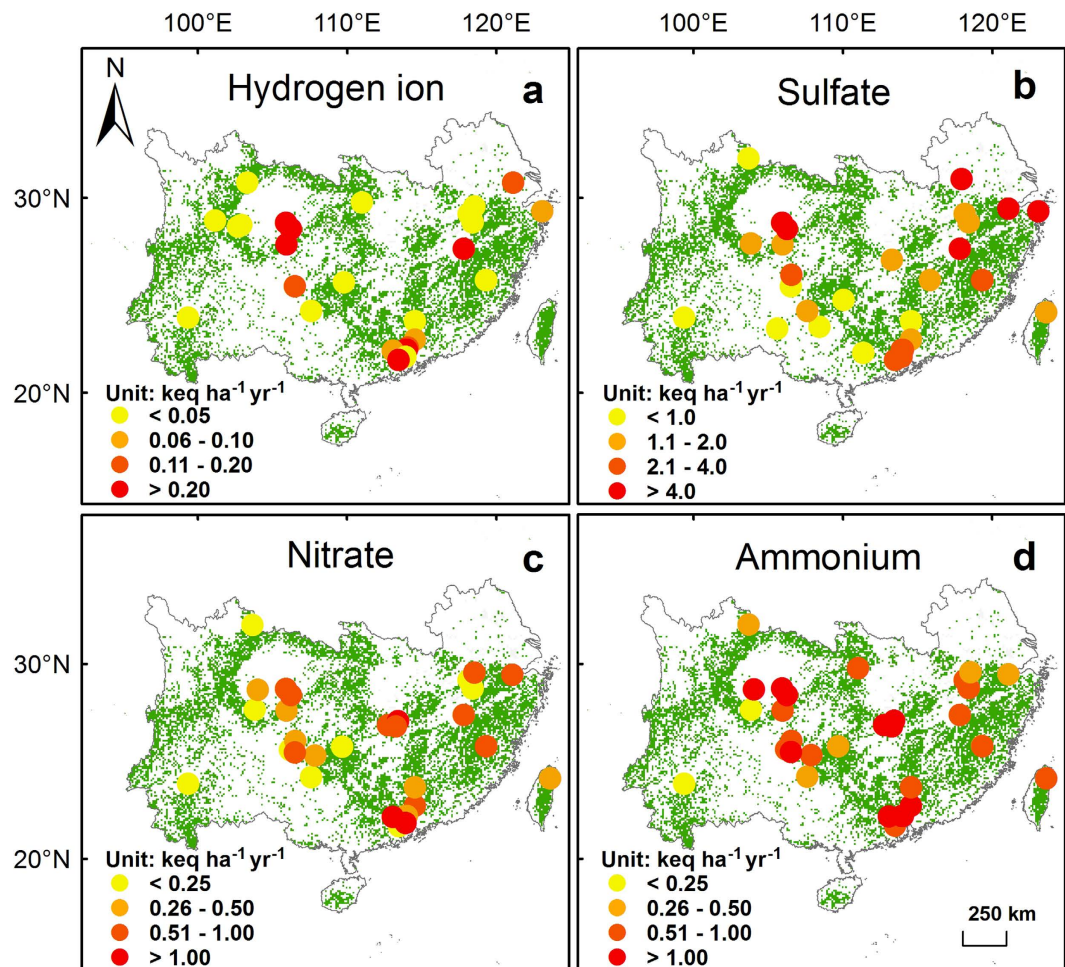 100°E 110°E 120°E 100°E 110°E 120°E
N
Hydrogen ion a
Sulfate b
30°N
20°N
Unit: keq ha⁻¹ yr⁻¹
< 0.05
0.06 - 0.10
0.11 - 0.20
> 0.20
Unit: keq ha⁻¹ yr⁻¹
< 1.0
1.1 - 2.0
2.1 - 4.0
> 4.0
Nitrate c
Ammonium d
30°N
20°N
Unit: keq ha⁻¹ yr⁻¹
< 0.25
0.26 - 0.50
0.51 - 1.00
> 1.00
Unit: keq ha⁻¹ yr⁻¹
< 0.25
0.26 - 0.50
0.51 - 1.00
> 1.00
250 km